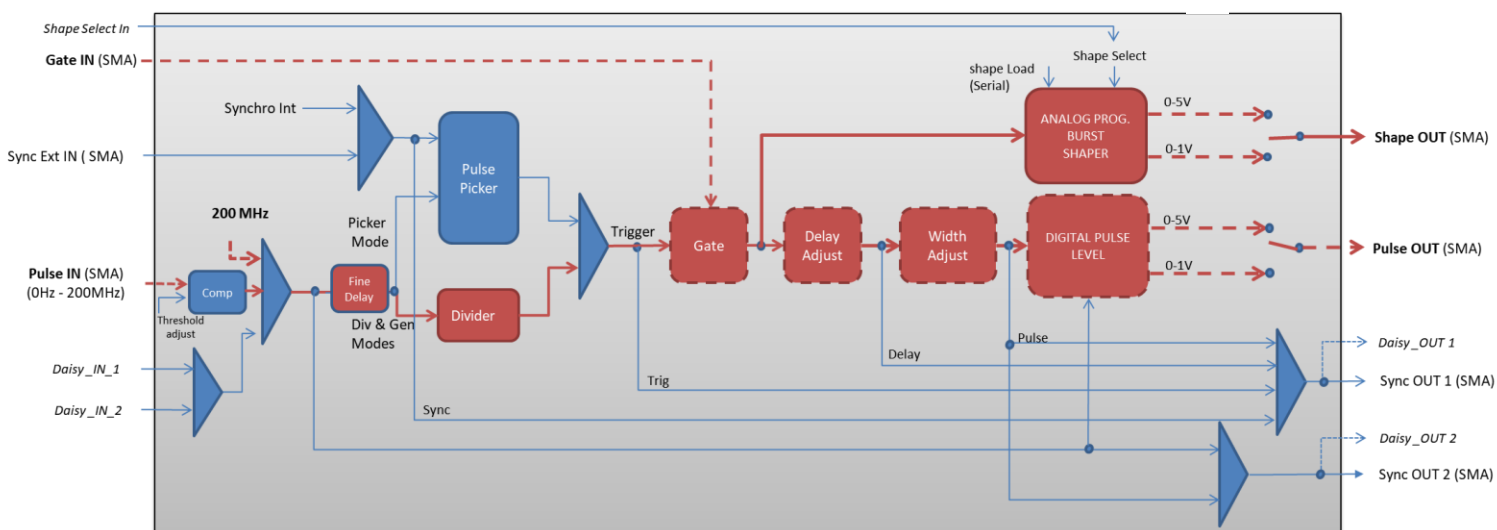 Shape Select In
Gate IN (SMA)
Shape Select
shape Load
(Serial)
Synchro Int
Sync Ext IN ( SMA)
Pulse
Picker
ANALOG PROG.
BURST
SHAPER
0-5V
0-1V
Shape OUT (SMA)
200 MHz
Picker
Mode
Trigger
Gate
Delay
Adjust
Width
Adjust
DIGITAL PULSE
LEVEL
0-5V
0-1V
Pulse OUT (SMA)
Pulse IN (SMA)
(0Hz - 200MHz)
Comp
Threshold
adjust
Fine
Delay
Div & Gen
Modes
Divider
Daisy_IN_1
Daisy_IN_2
Pulse
Delay
Trig
Sync
Daisy_OUT 1
Sync OUT 1 (SMA)
Daisy_OUT 2
Sync OUT 2 (SMA)